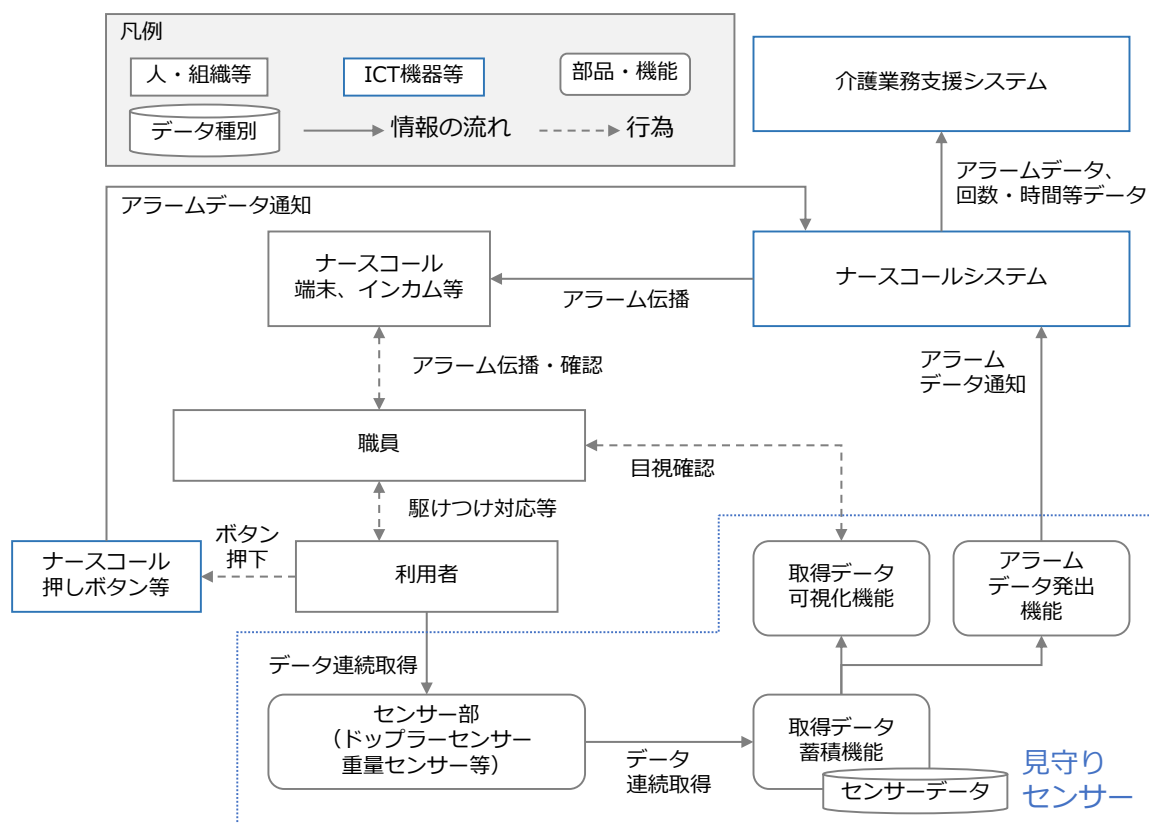 凡例
人・組織等
ICT機器等
部品・機能
データ種別
情報の流れ
行為
介護業務支援システム
アラームデータ、
回数・時間等データ
アラームデータ通知
ナースコール
端末、インカム等
アラーム伝播
ナースコールシステム
アラーム伝播・確認
アラーム
データ通知
職員
目視確認
駆けつけ対応等
ボタン
押下
ナースコール
押しボタン等
利用者
取得データ
可視化機能
アラーム
データ発出
機能
データ連続取得
センサー部
（ドップラーセンサー
重量センサー等）
データ
連続取得
取得データ
蓄積機能
センサーデータ
見守り
センサー